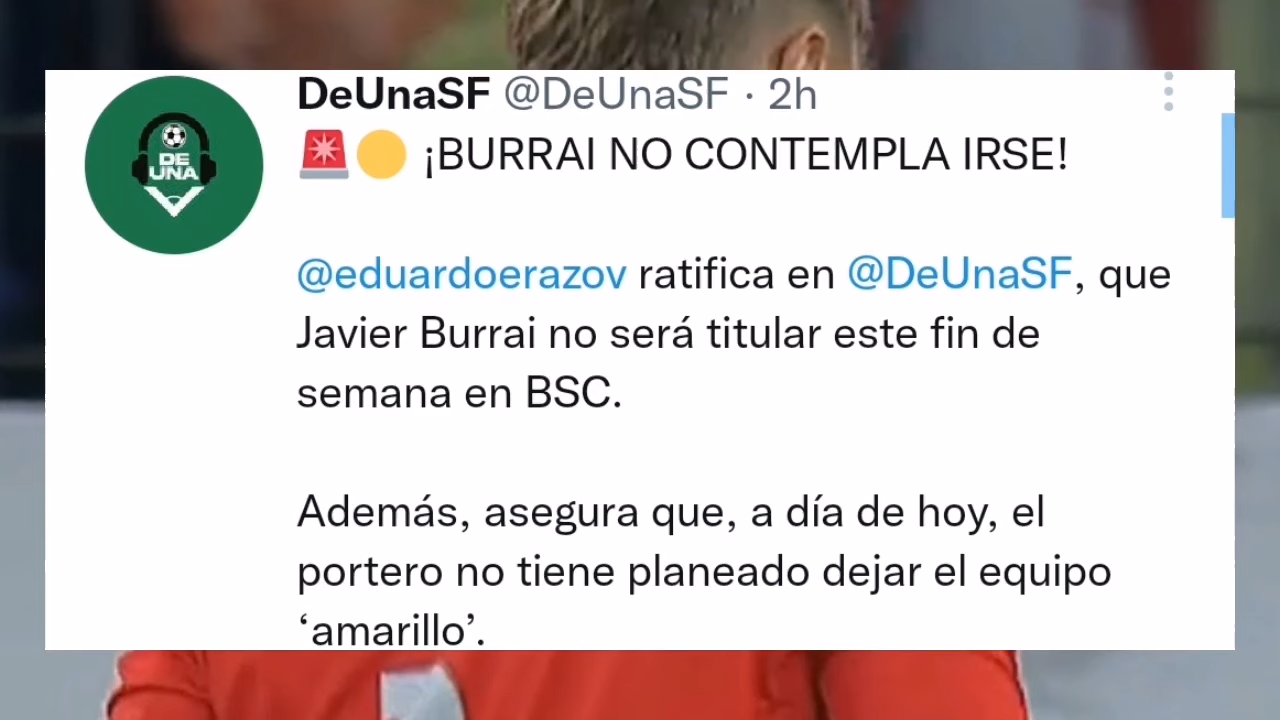 DeUnaSF @DeUnaSF · 2h
🚨🟡 ¡BURRAI NO CONTEMPLA IRSE!
DE
UNA
@eduardoerazov ratifica en @DeUnaSF, que
Javier Burrai no será titular este fin de
semana en BSC.
Además, asegura que, a día de hoy, el
portero no tiene planeado dejar el equipo
‘amarillo’.